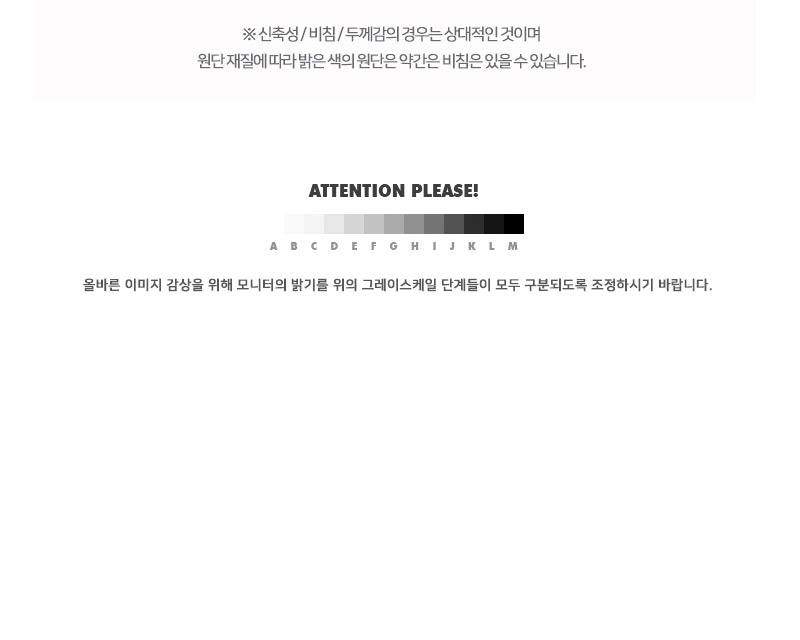 ※ 신축성 / 비침 / 두께감의 경우는 상대적인 것이며
원단 재질에 따라 밝은 색의 원단은 약간은 비침은 있을 수 있습니다.
ATTENTION PLEASE!
A B C D E F G H I J K L M
올바른 이미지 감상을 위해 모니터의 밝기를 위의 그레이스케일 단계들이 모두 구분되도록 조정하시기 바랍니다.